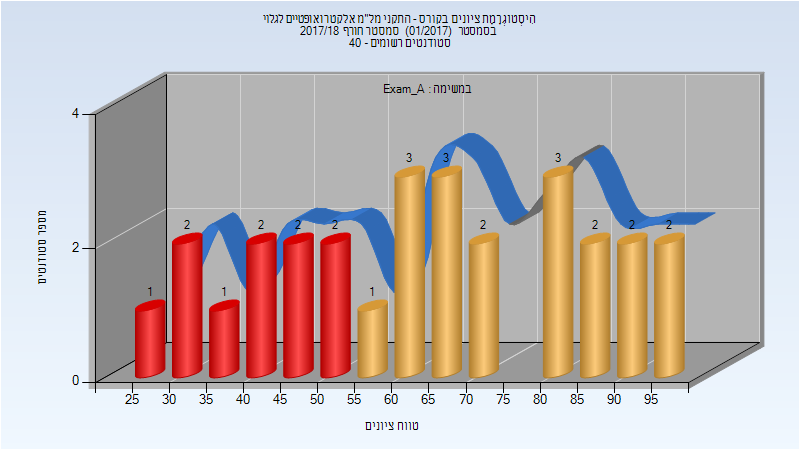 היסטוגרמת ציונים בקורס - התקני מל"מ אלקטרואופטיים לגלוי
בסמסטר (01/2017) סמסטר חורף 2017/18
סטודנטים רשומים - 40
במשימה : Exam_A
מספר סטודנטים
4
2
0
1 2 1 2 2 2 1 3 3 2 3 2 2 2
25 30 35 40 45 50 55 60 65 70 75 80 85 90 95
טווח ציונים